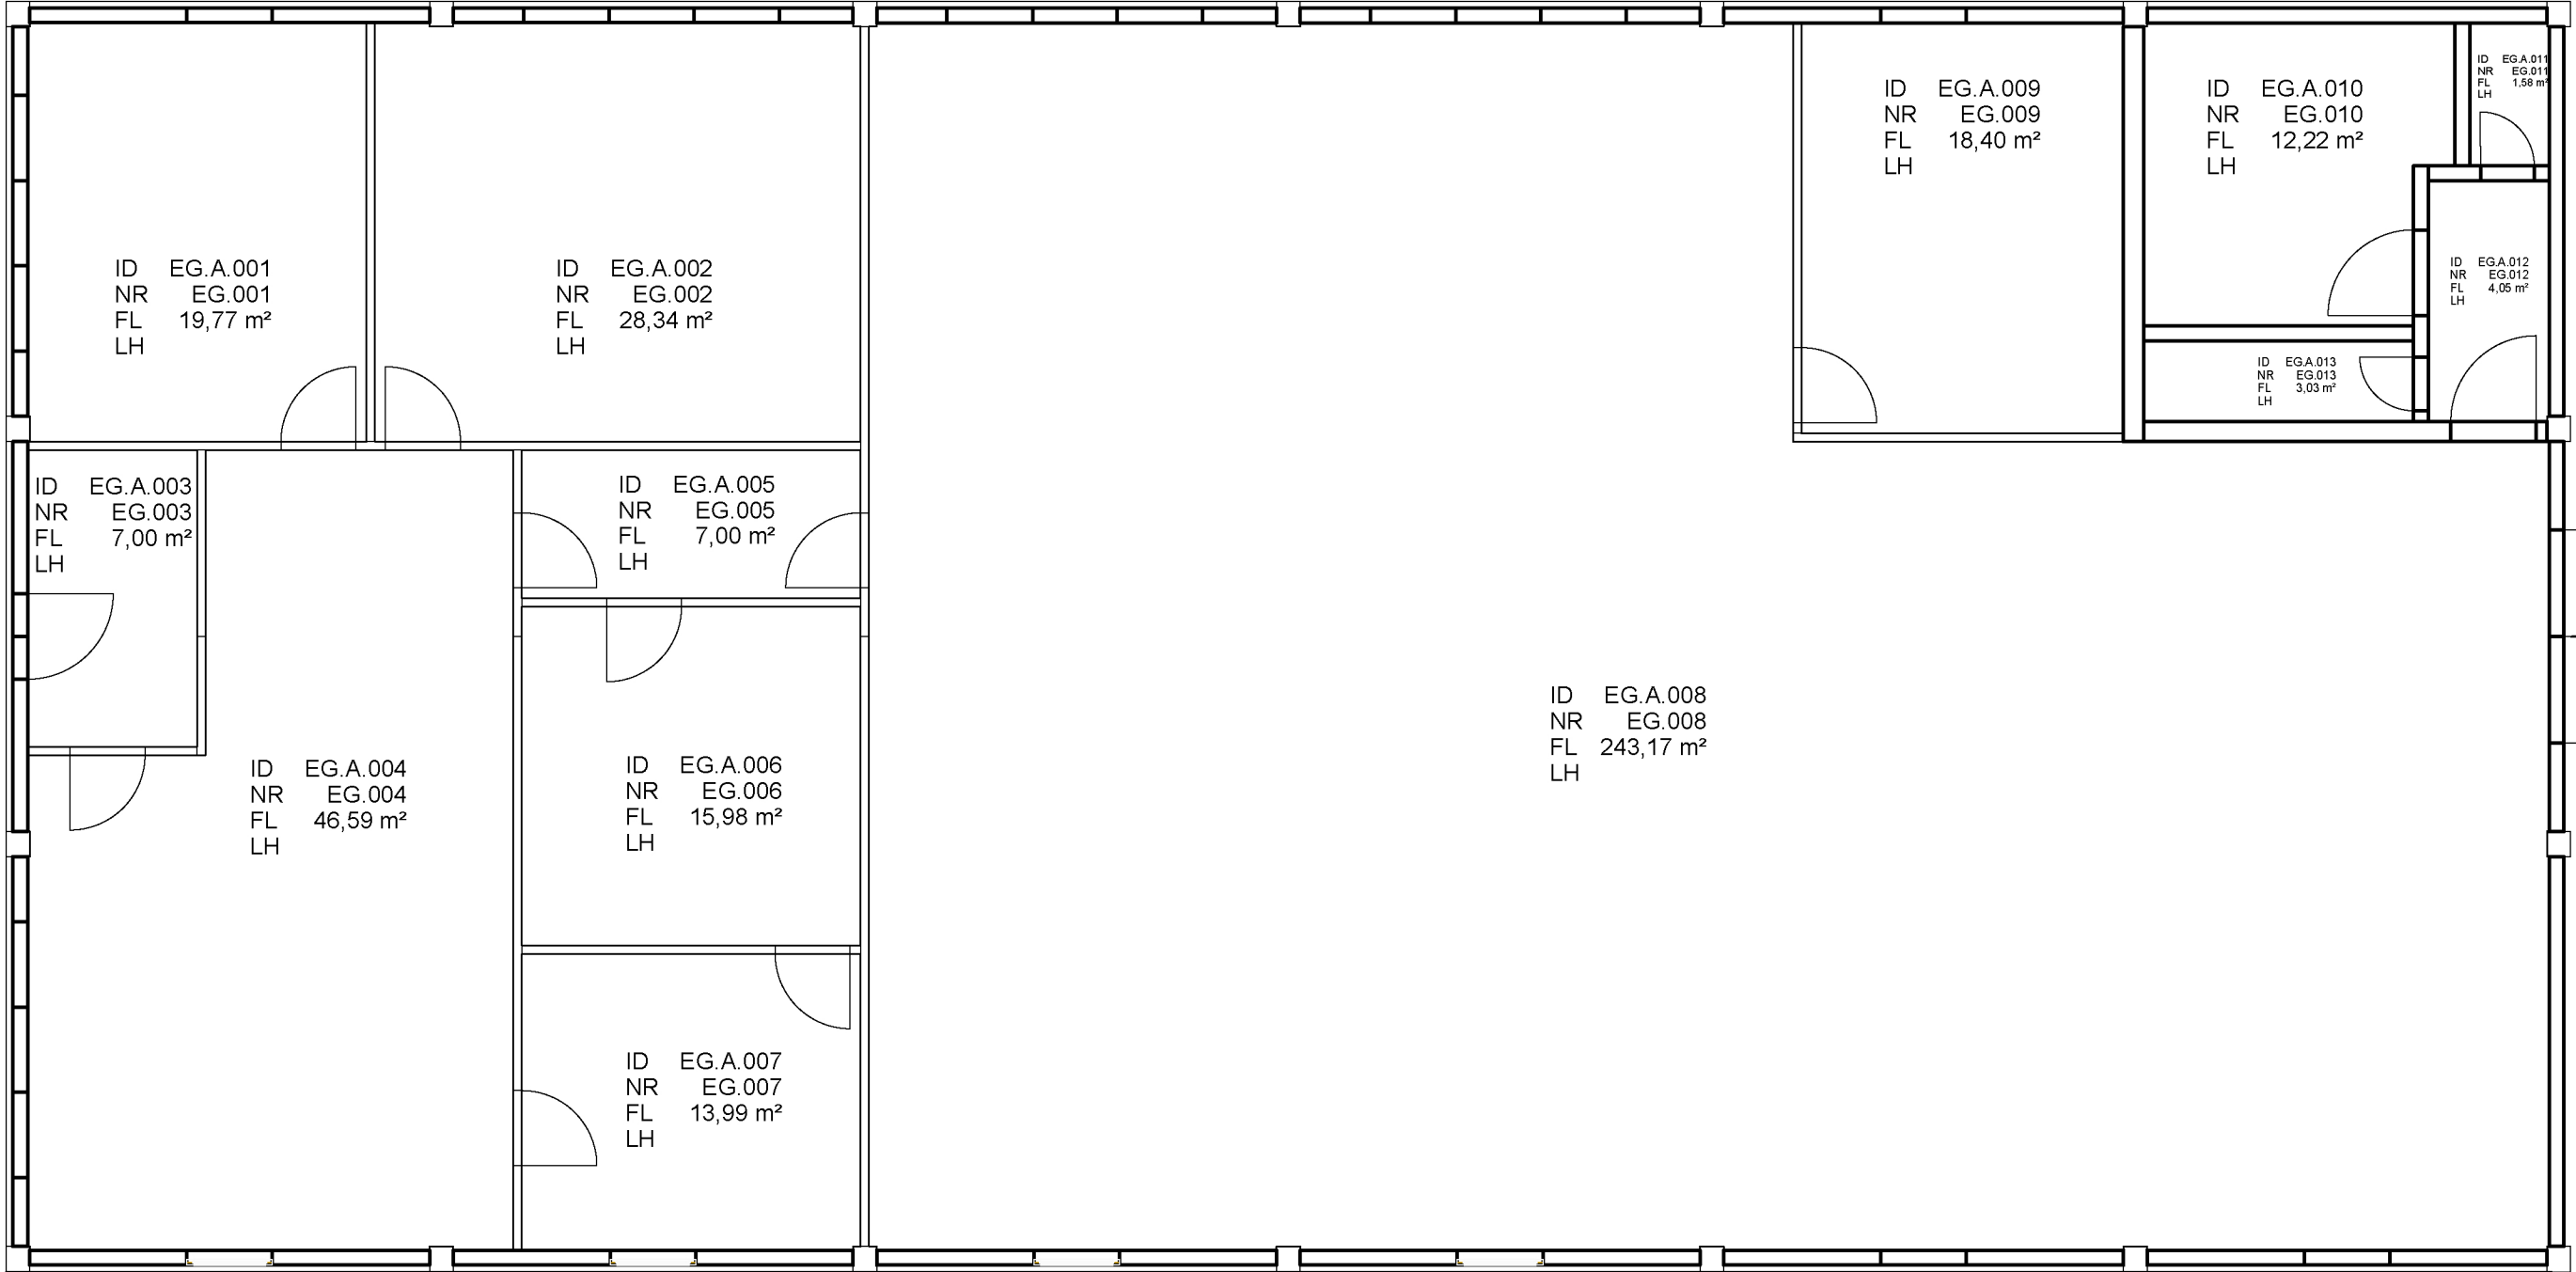 ID EG.A.001
NR EG.001
FL 19,77 m²
LH
ID EG.A.002
NR EG.002
FL 28,34 m²
LH
ID EG.A.009
NR EG.009
FL 18,40 m²
LH
ID EG.A.010
NR EG.010
FL 12,22 m²
LH
ID EG.A.011
NR EG.011
FL 1,58 m²
LH
ID EG.A.012
NR EG.012
FL 4,05 m²
LH
ID EG.A.013
NR EG.013
FL 3,03 m²
LH
ID EG.A.003
NR EG.003
FL 7,00 m²
LH
ID EG.A.005
NR EG.005
FL 7,00 m²
LH
ID EG.A.004
NR EG.004
FL 46,59 m²
LH
ID EG.A.006
NR EG.006
FL 15,98 m²
LH
ID EG.A.008
NR EG.008
FL 243,17 m²
LH
ID EG.A.007
NR EG.007
FL 13,99 m²
LH